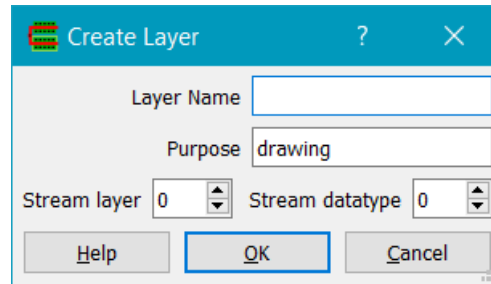 Create Layer ?
Layer Name
Purpose drawing
Stream layer 0 Stream datatype 0
Help OK Cancel